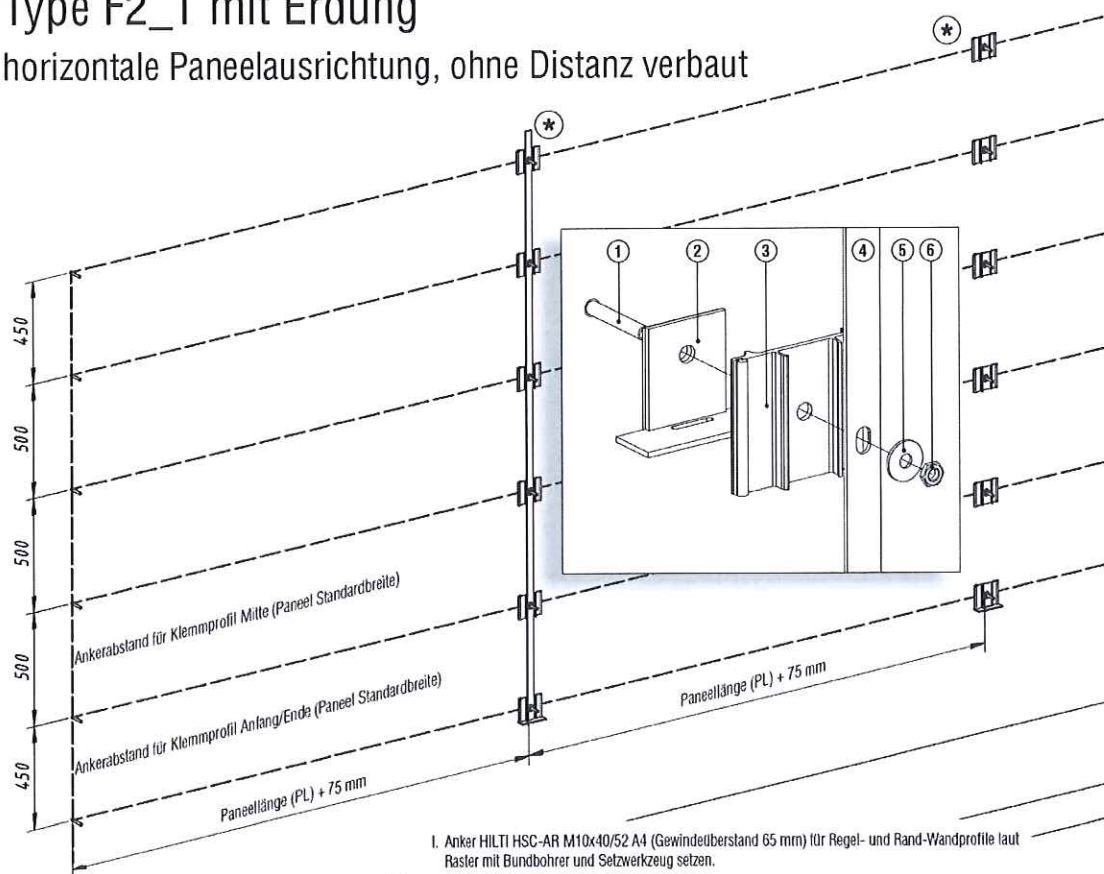 Type F2_1 mit Erdung
horizontale Paneelausrichtung, ohne Distanz verbaut
*
*
1
2
3
4
5
6
450
500
500
500
450
Ankerabstand für Klemmprofil Mitte (Paneel Standardbreite)
Ankerabstand für Klemmprofil Anfang/Ende (Paneel Standardbreite)
Paneellänge (PL) + 75 mm
Paneellänge (PL) + 75 mm
1. Anker HILTI HSC-AR M10x40/52 A4 (Gewindeüberstand 65 mm) für Regel- und Rand-Wandprofile laut
Raster mit Bundbohrer und Setzwerkzeug setzen.